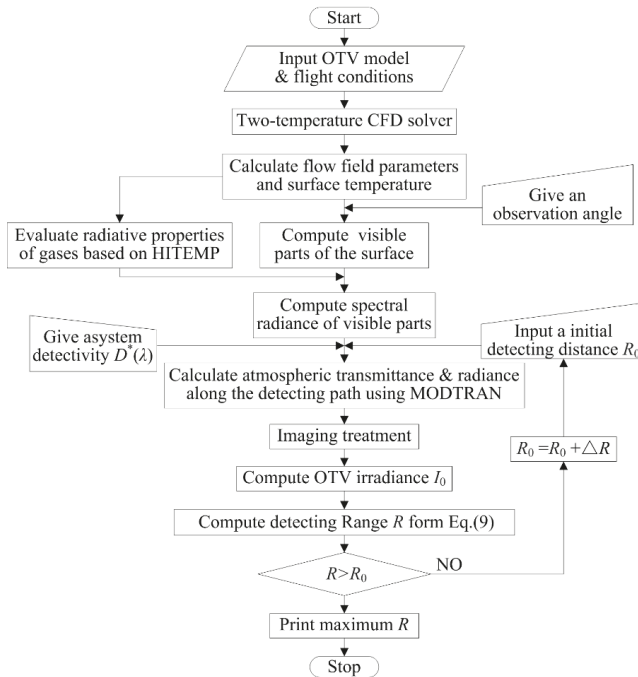 Start
Input OTV model
& flight conditions
Two-temperature CFD solver
Calculate flow field parameters
and surface temperature
Give an
observation angle
Evaluate radiative properties
of gases based on HITEMP
Compute visible
parts of the surface
Compute spectral
radiance of visible parts
Give asystem
detectivity D*(λ)
Input a initial
detecting distance R₀
Calculate atmospheric transmittance & radiance
along the detecting path using MODTRAN
Imaging treatment
R₀ =R₀ +△R
Compute OTV irradiance I₀
Compute detecting Range R form Eq.(9)
R>R₀
NO
Print maximum R
Stop